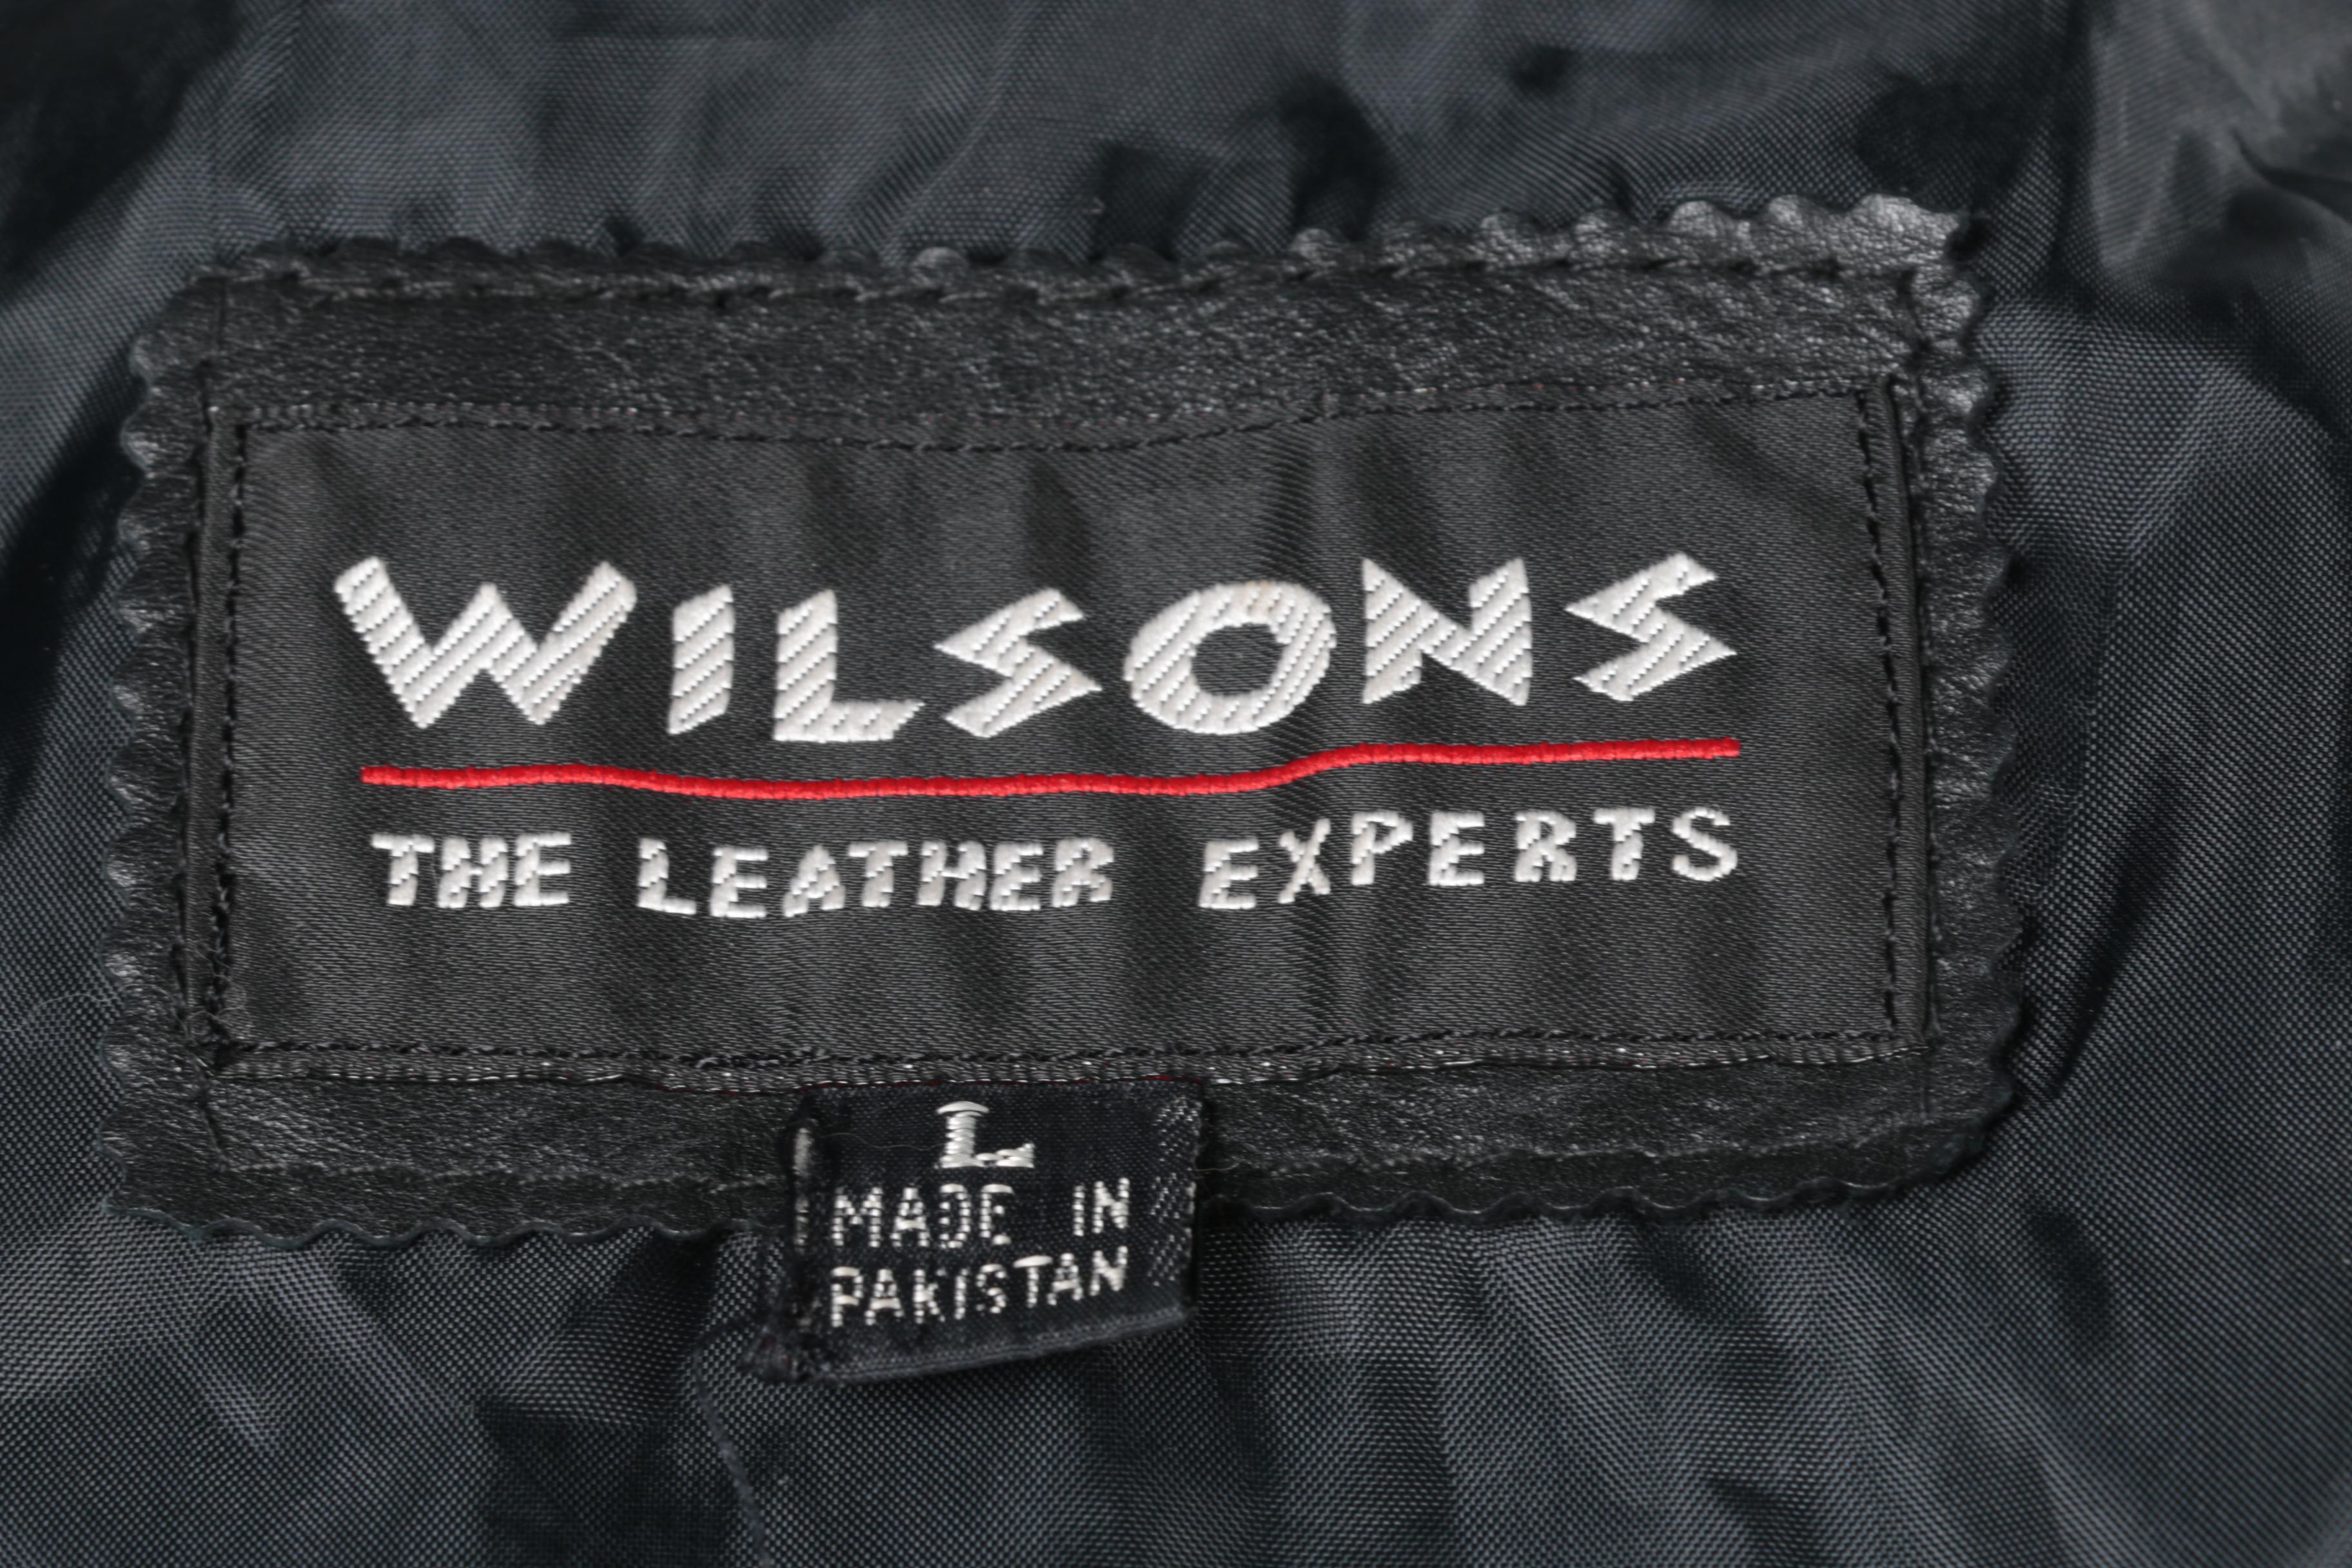 WILSONS
THE LEATHER EXPERTS
L
MADE IN
PAKISTAN